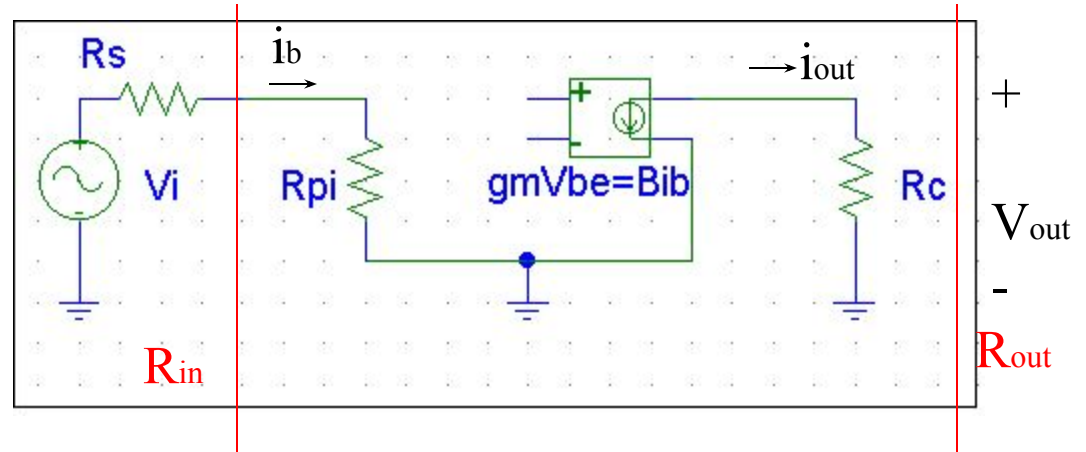 Rs
ib
iout
+
+
-
+
-
Vi
Rpi
gmVbe=Bib
Rc
Vout
-
Rin
Rout